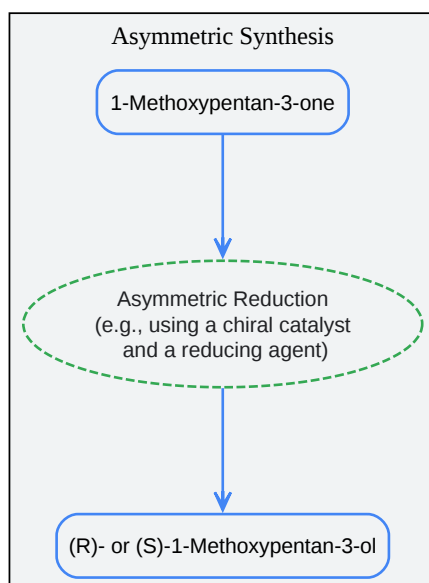 Asymmetric Synthesis
1-Methoxypentan-3-one
Asymmetric Reduction
(e.g., using a chiral catalyst
and a reducing agent)
(R)- or (S)-1-Methoxypentan-3-ol